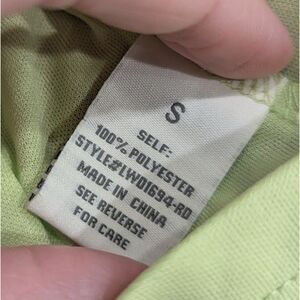 S
SELF:
100% POLYESTER
STYLE#LWD1694-RD
MADE IN CHINA
SEE REVERSE
FOR CARE